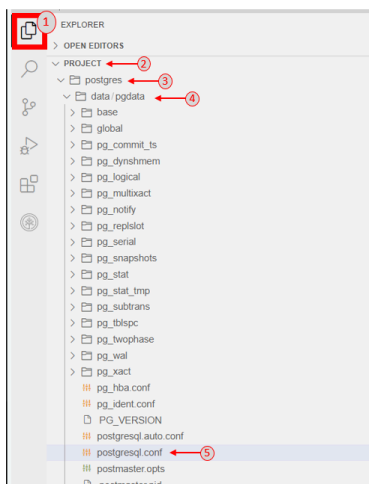 1
EXPLORER
OPEN EDITORS
PROJECT 2
postgres 3
data/pgdata 4
base
global
pg_commit_ts
pg_dynshmem
pg_logical
pg_multixact
pg_notify
pg_replslot
pg_serial
pg_snapshots
pg_stat
pg_stat_tmp
pg_subtrans
pg_tblspc
pg_twophase
pg_wal
pg_xact
pg_hba.conf
pg_ident.conf
PG_VERSION
postgresql.auto.conf
postgresql.conf 5
postmaster.opts
postmaster.pid